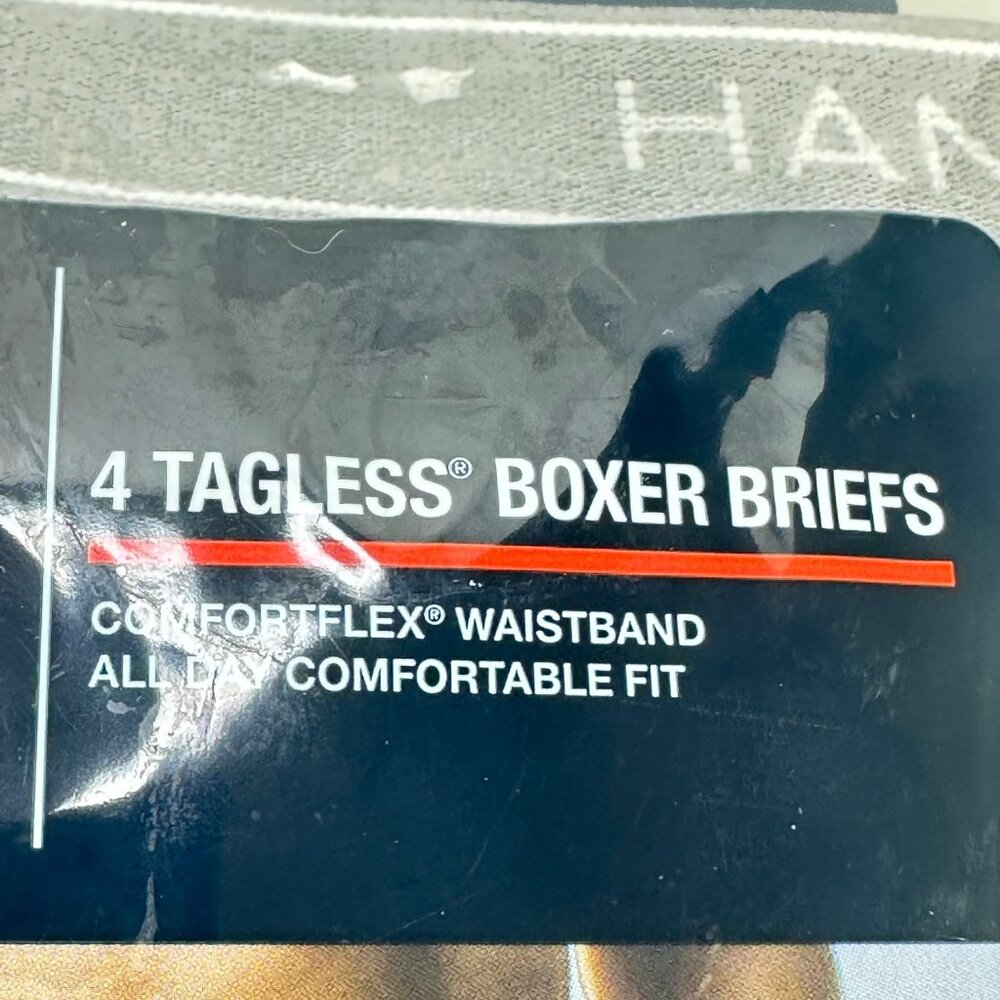 HAN
4 TAGLESS® BOXER BRIEFS
COMFORTFLEX® WAISTBAND
ALL DAY COMFORTABLE FIT